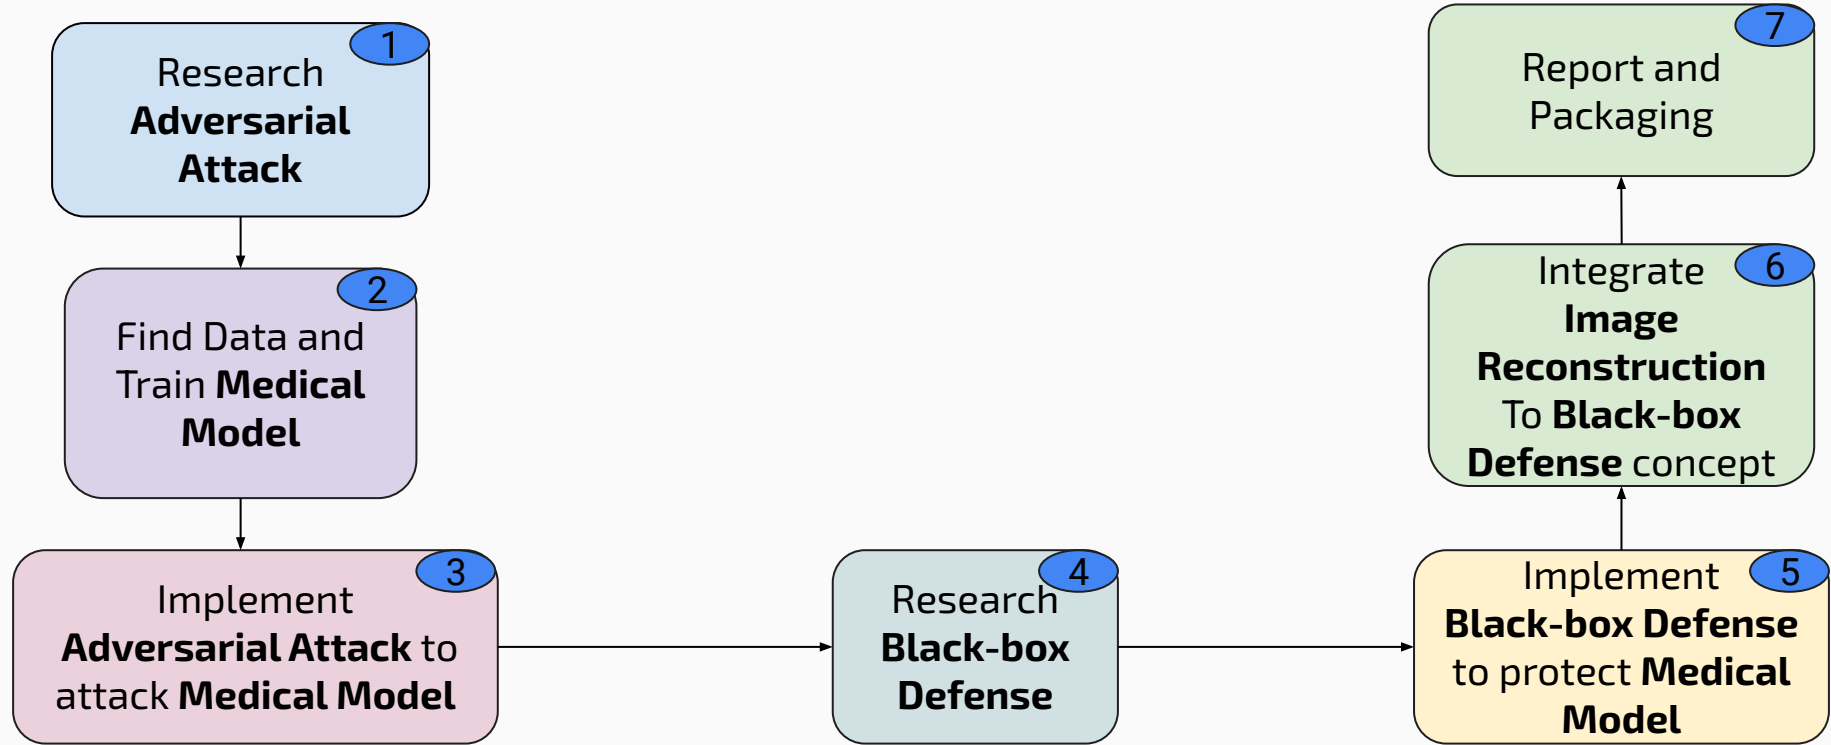 1
Research
Adversarial
Attack
2
Find Data and
Train Medical
Model
3
Implement
Adversarial Attack to
attack Medical Model
4
Research
Black-box
Defense
5
Implement
Black-box Defense
to protect Medical
Model
6
Integrate
Image
Reconstruction
To Black-box
Defense concept
7
Report and
Packaging